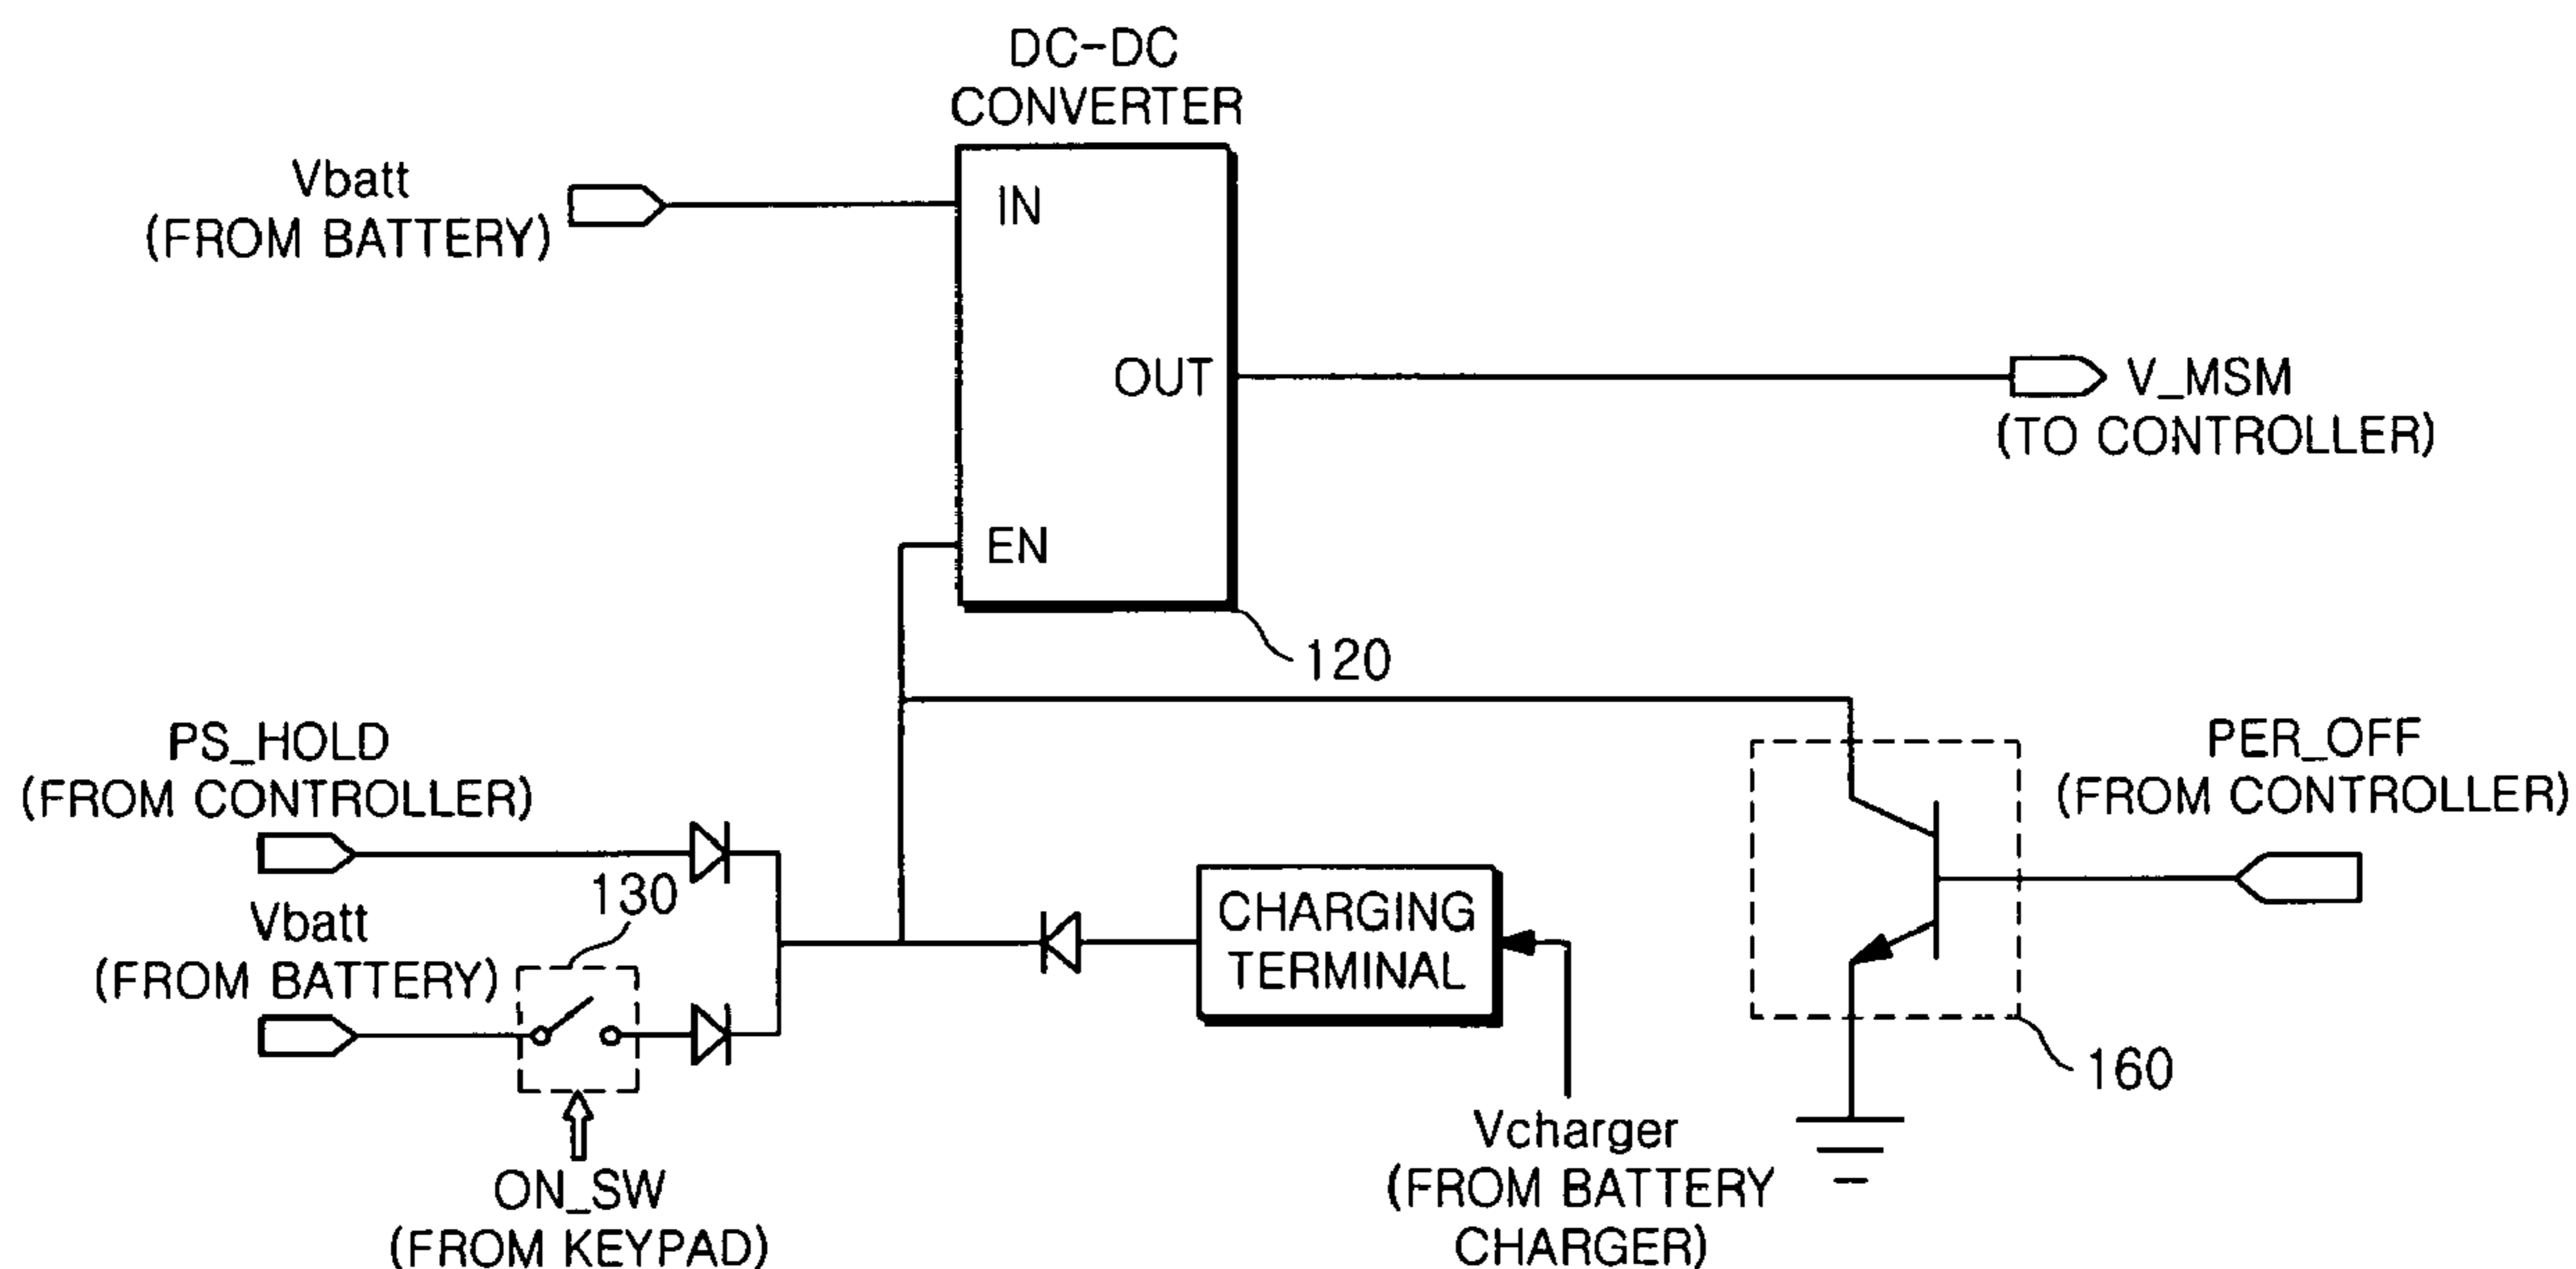 DC-DC
CONVERTER
Vbatt
(FROM BATTERY)
IN
OUT
V_MSM
(TO CONTROLLER)
EN
120
PS_HOLD
(FROM CONTROLLER)
PER_OFF
(FROM CONTROLLER)
130
Vbatt
(FROM BATTERY)
CHARGING
TERMINAL
160
ON_SW
(FROM KEYPAD)
Vcharger
(FROM BATTERY
CHARGER)